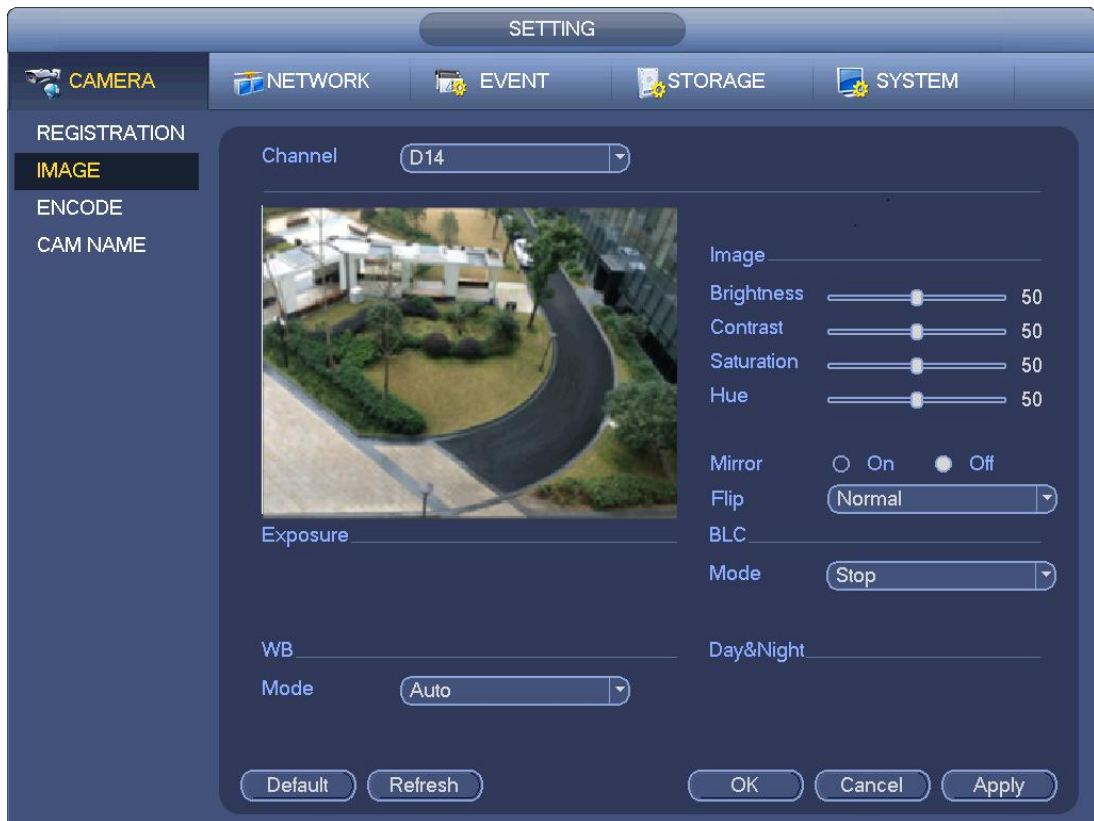 SETTING
CAMERA NETWORK EVENT STORAGE SYSTEM
REGISTRATION
IMAGE
ENCODE
CAM NAME
Channel D14
Image
Brightness 50
Contrast 50
Saturation 50
Hue 50
Mirror On Off
Flip Normal
Exposure
BLC
Mode Stop
WB
Day&Night
Mode Auto
Default Refresh OK Cancel Apply